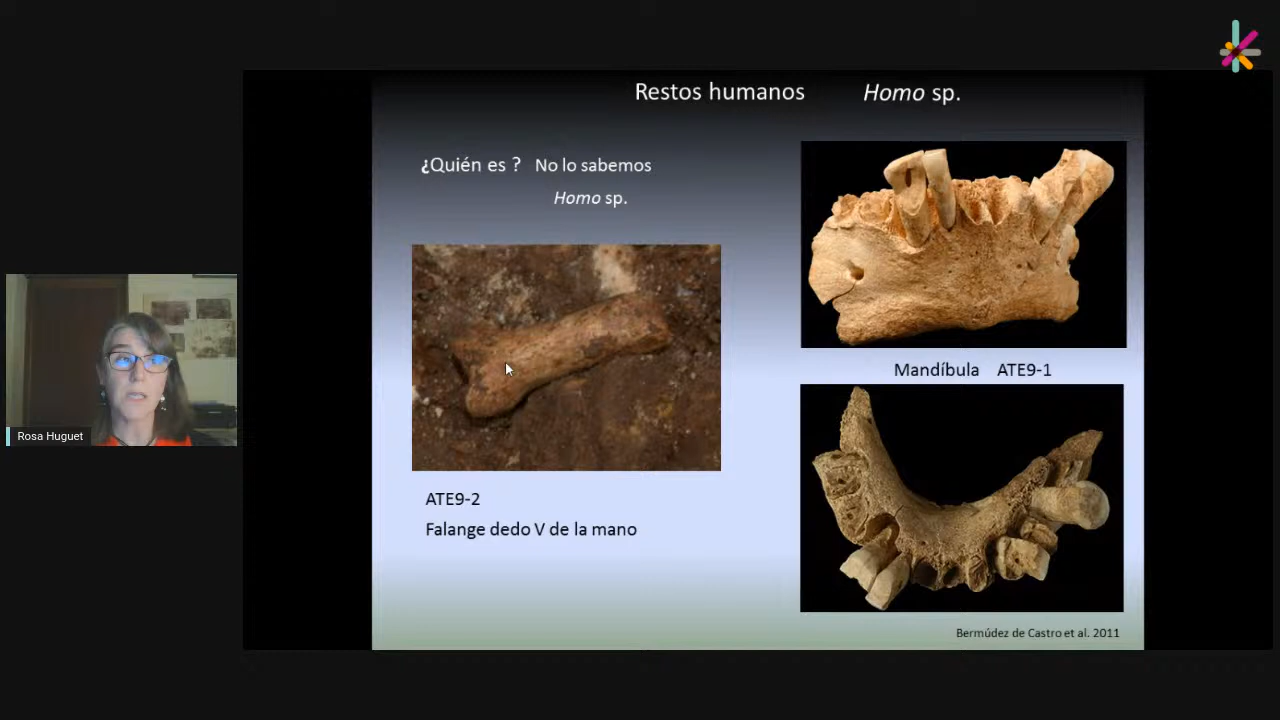 Restos humanos Homo sp.
¿Quién es ? No lo sabemos
Homo sp.
Mandíbula ATE9-1
Rosa Huguet
ATE9-2
Falange dedo V de la mano
Bermúdez de Castro et al. 2011